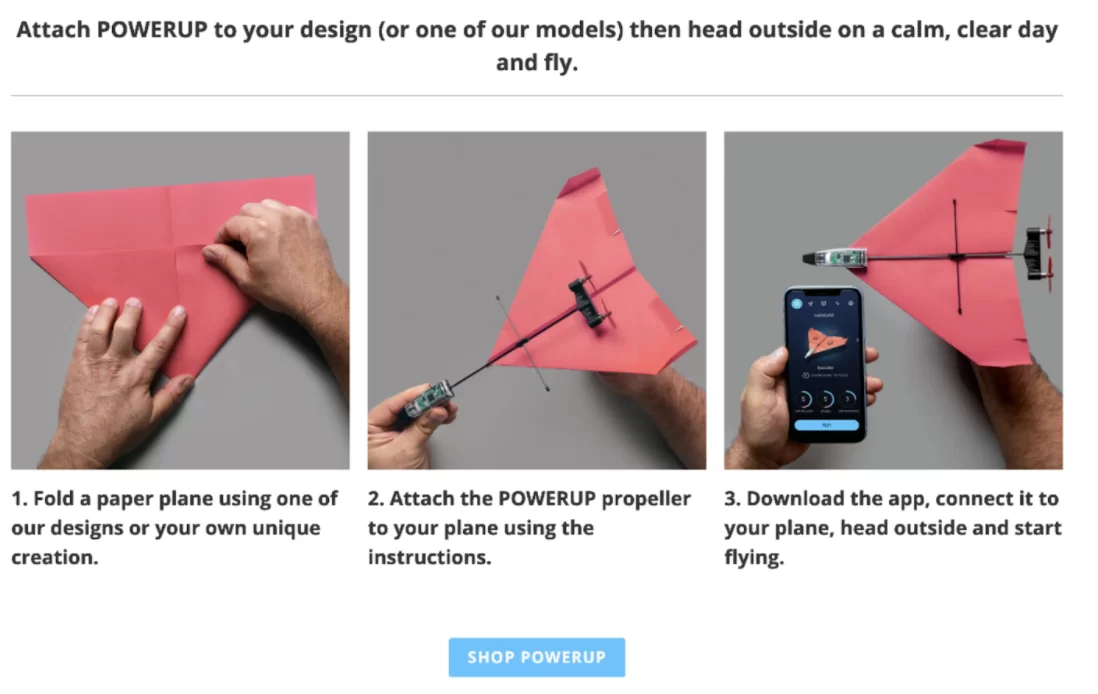 Attach POWERUP to your design (or one of our models) then head outside on a calm, clear day
and fly.
1. Fold a paper plane using one of
our designs or your own unique
creation.
2. Attach the POWERUP propeller
to your plane using the
instructions.
3. Download the app, connect it to
your plane, head outside and start
flying.
SHOP POWERUP